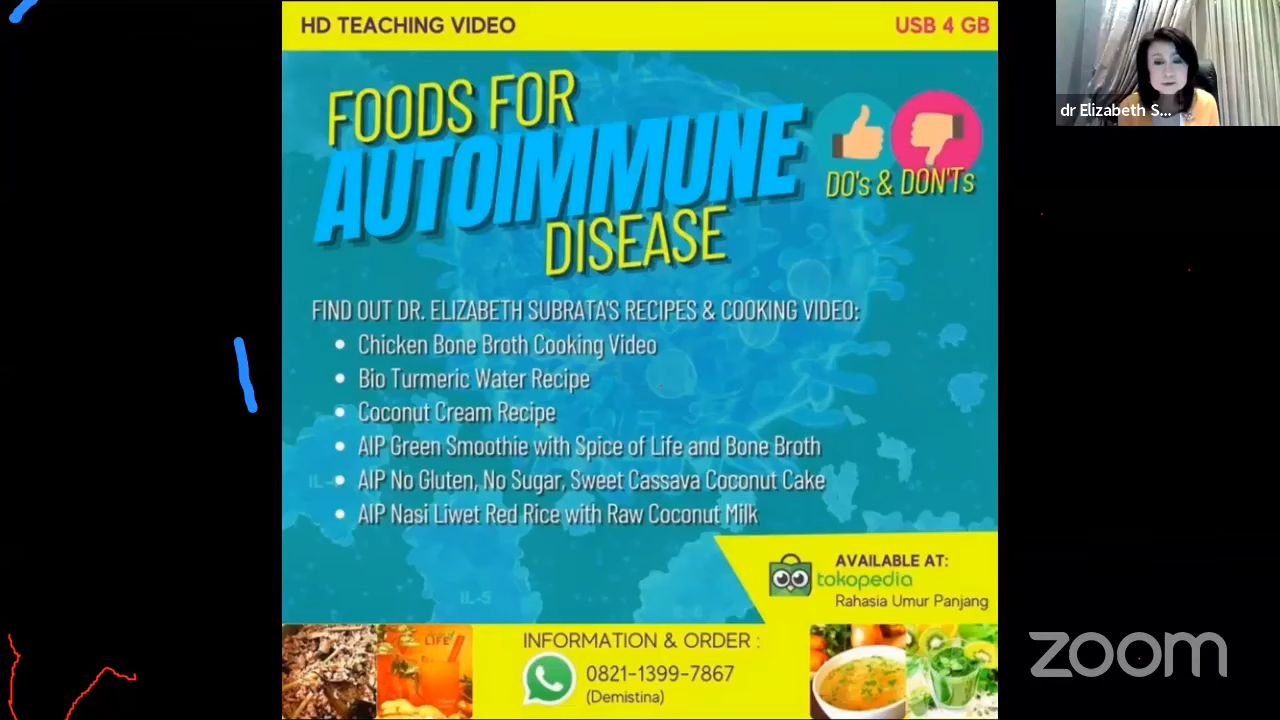 HD TEACHING VIDEO
USB 4 GB
FOODS FOR
AUTOIMMUNE
DISEASE
DO's & DON'Ts
dr Elizabeth S...
FIND OUT DR. ELIZABETH SUBRATA'S RECIPES & COOKING VIDEO:
• Chicken Bone Broth Cooking Video
• Bio Turmeric Water Recipe
• Coconut Cream Recipe
• AIP Green Smoothie with Spice of Life and Bone Broth
• AIP No Gluten, No Sugar, Sweet Cassava Coconut Cake
• AIP Nasi Liwet Red Rice with Raw Coconut Milk
IL-5
AVAILABLE AT:
tokopedia
Rahasia Umur Panjang
LIFE
INFORMATION & ORDER :
0821-1399-7867
(Demistina)
zoom